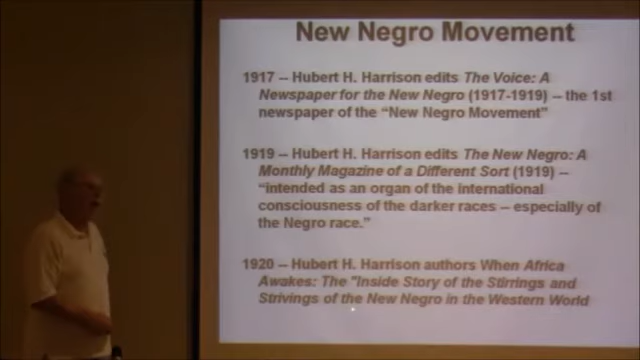 New Negro Movement
1917 -- Hubert H. Harrison edits The Voice: A
Newspaper for the New Negro (1917-1919) -- the 1st
newspaper of the “New Negro Movement”
1919 -- Hubert H. Harrison edits The New Negro: A
Monthly Magazine of a Different Sort (1919) --
“intended as an organ of the international
consciousness of the darker races -- especially of
the Negro race.”
1920 -- Hubert H. Harrison authors When Africa
Awakes: The "Inside Story of the Stirrings and
Strivings of the New Negro in the Western World